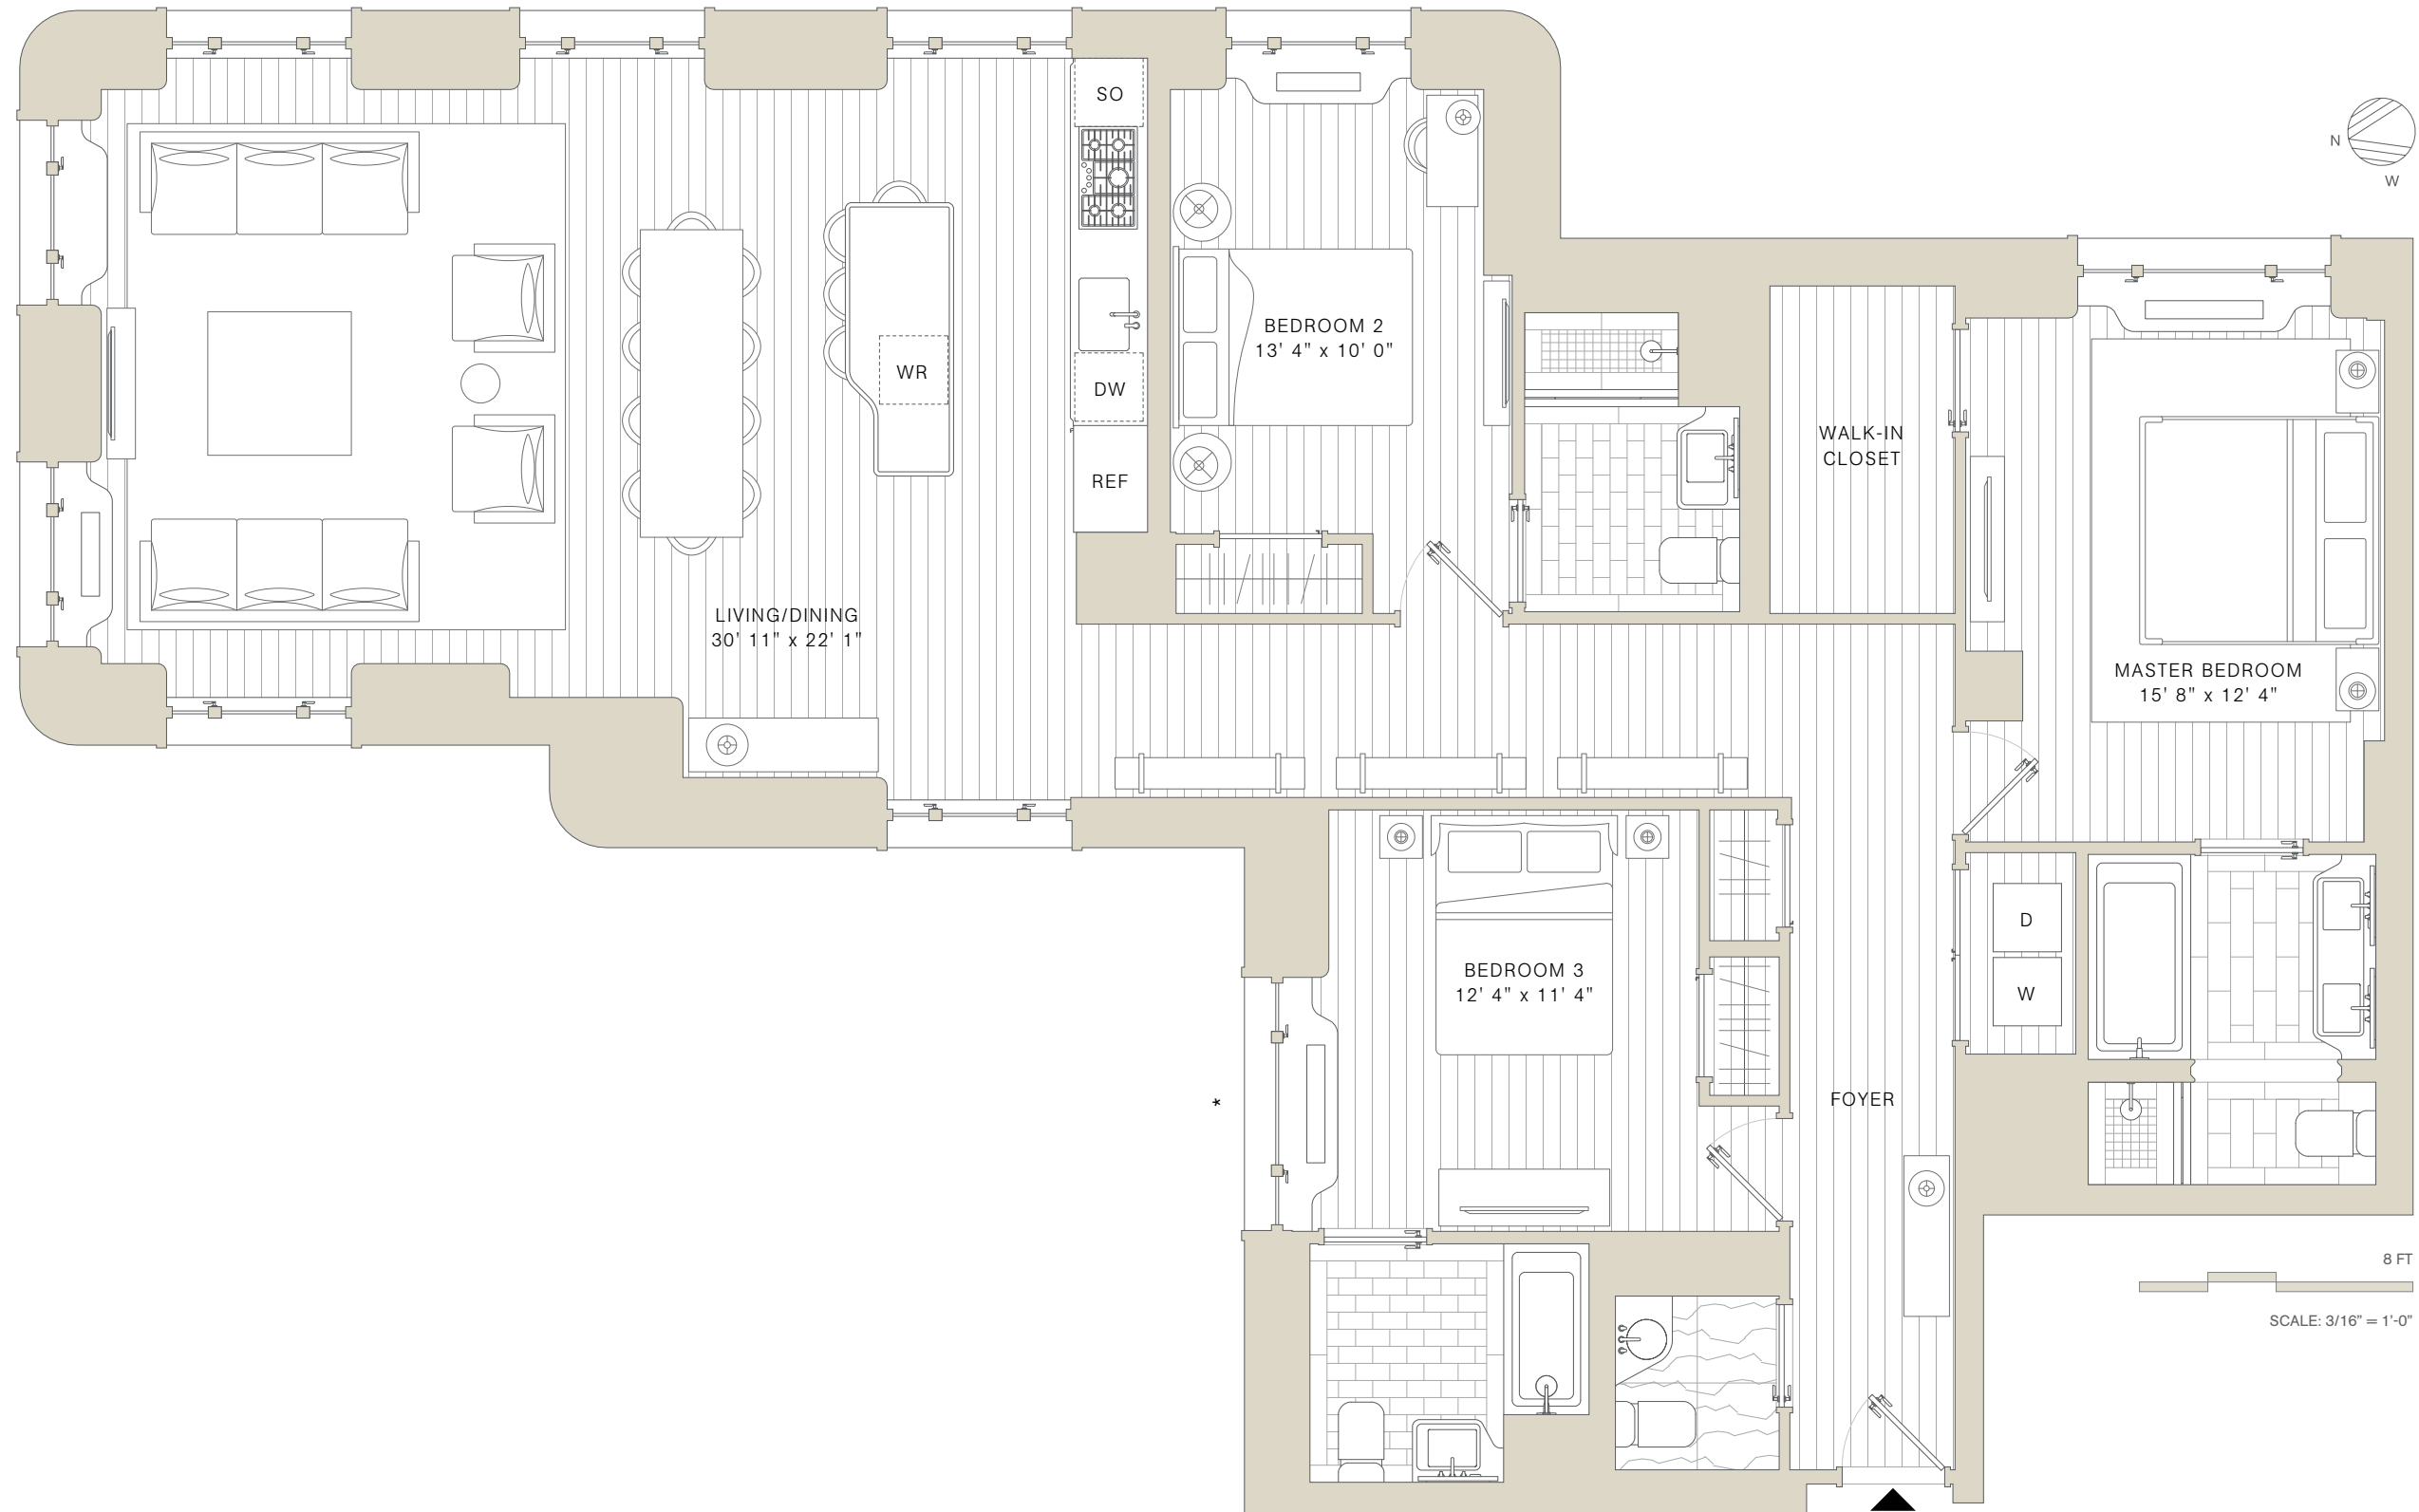 SO
N
W
BEDROOM 2
13' 4" x 10' 0"
WR
DW
REF
WALK-IN
CLOSET
LIVING/DINING
30' 11" x 22' 1"
MASTER BEDROOM
15' 8" x 12' 4"
D
W
BEDROOM 3
12' 4" x 11' 4"
*
FOYER
8 FT
SCALE: 3/16" = 1'-0"